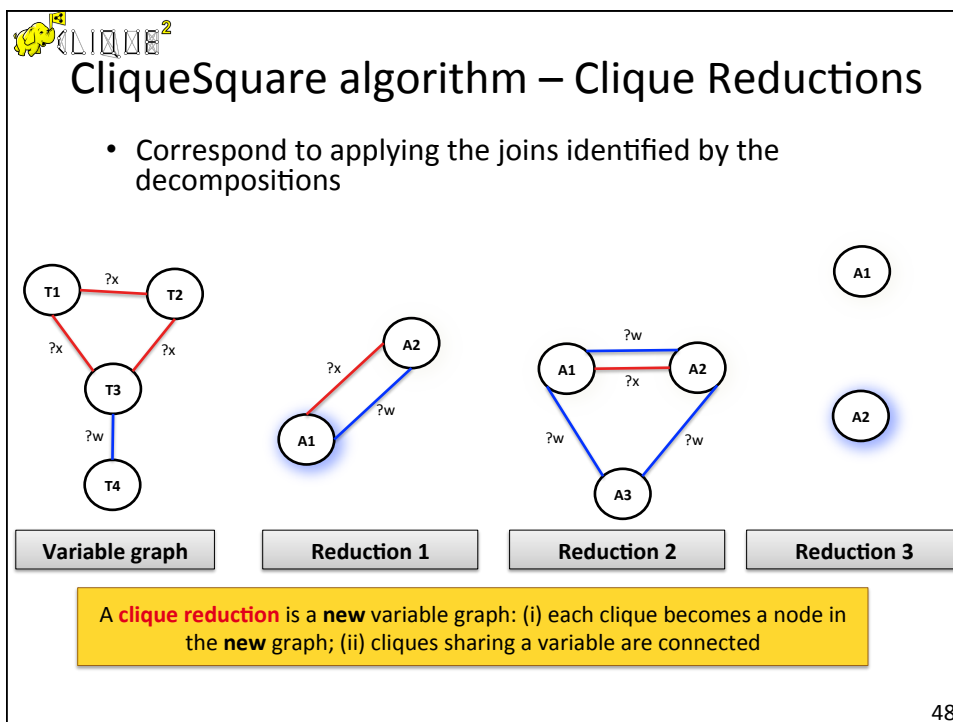 CLIQUE²
CliqueSquare algorithm – Clique Reductions
• Correspond to applying the joins identified by the
decompositions
T1
?x
T2
?x
?x
T3
?w
T4
Variable graph
A2
?x
?w
A1
Reduction 1
?w
A1
A2
?x
?w
?w
A3
Reduction 2
A1
A2
Reduction 3
A clique reduction is a new variable graph: (i) each clique becomes a node in
the new graph; (ii) cliques sharing a variable are connected
48